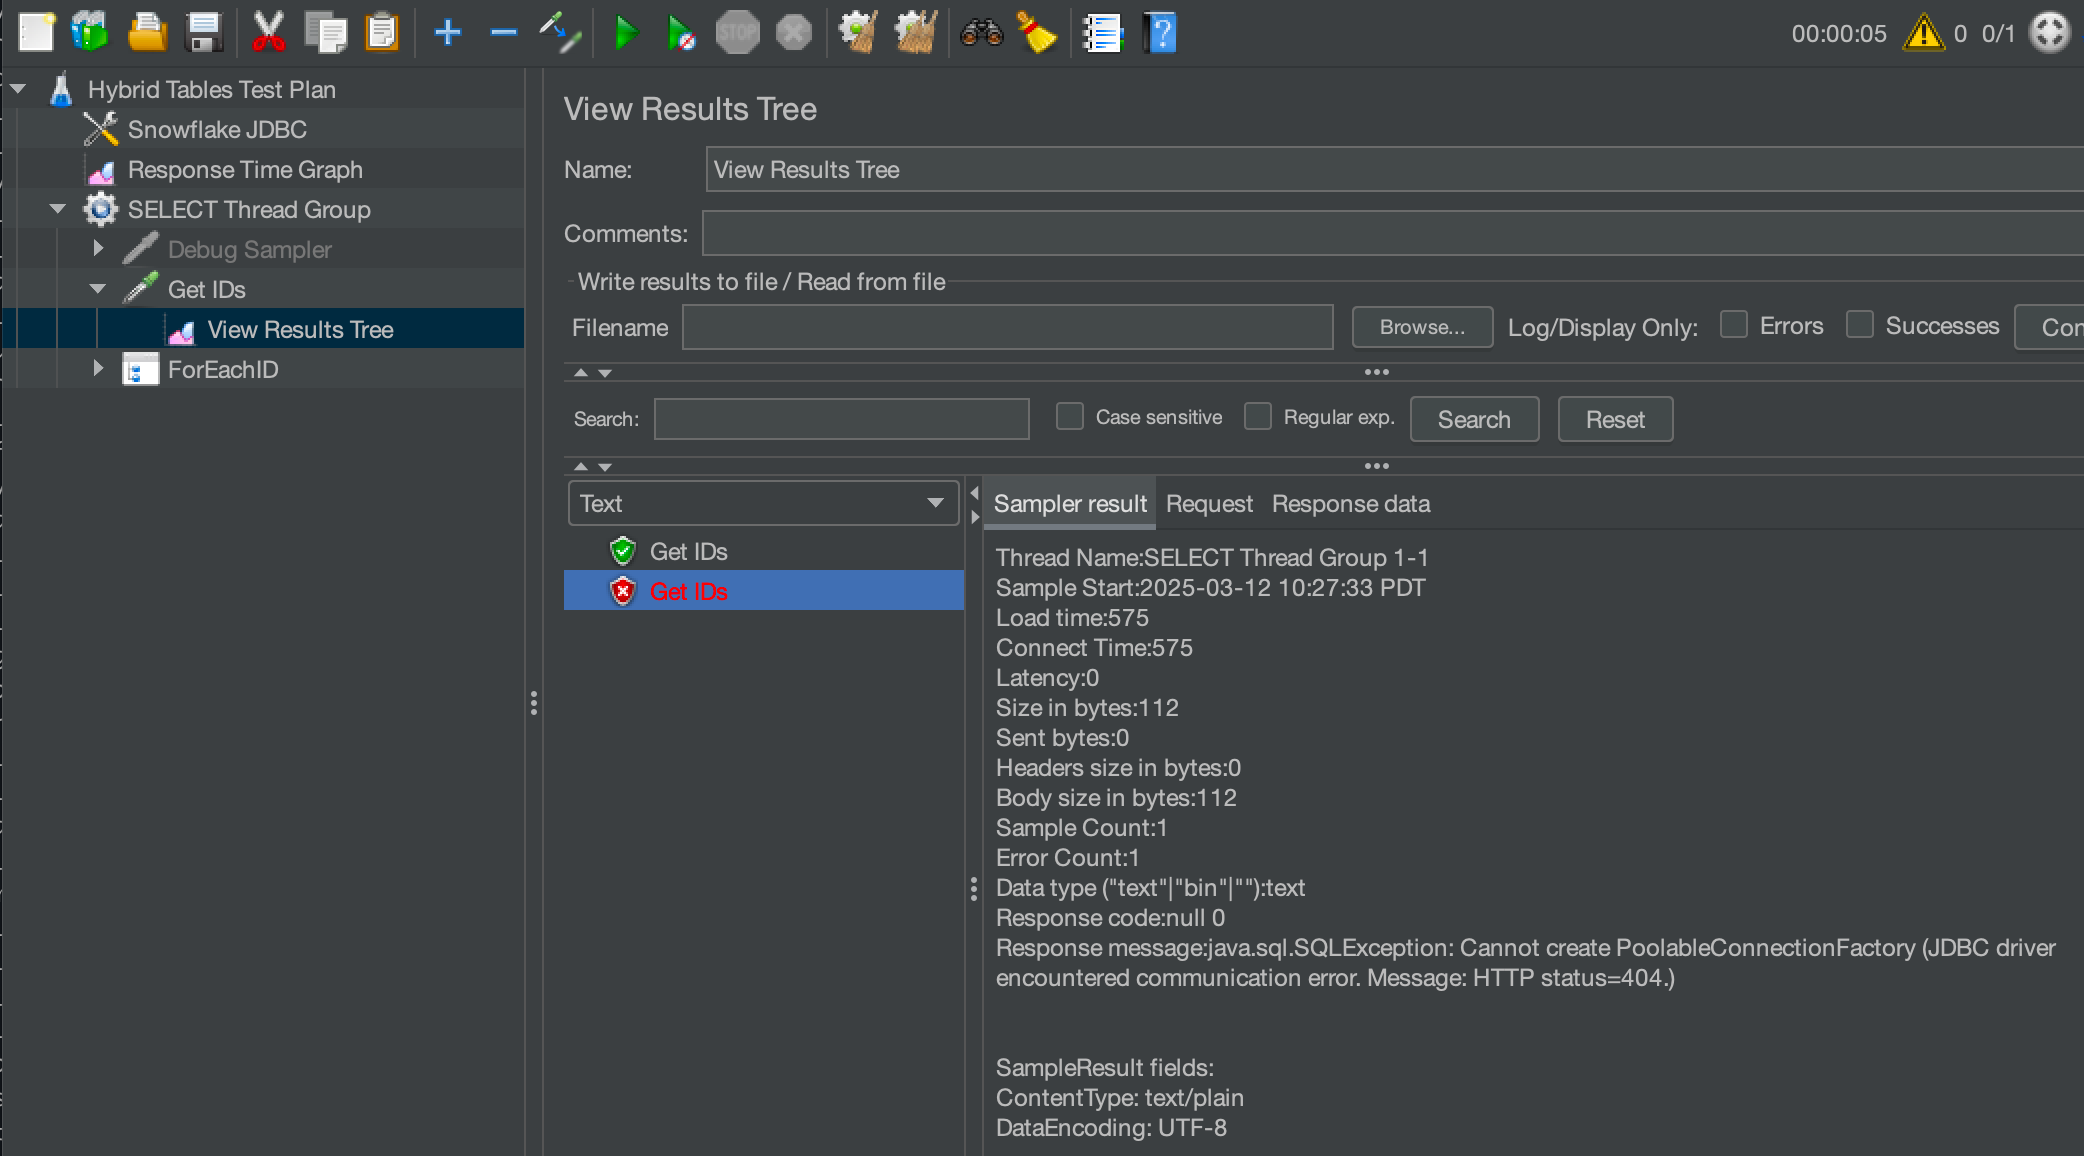 STOP
00:00:05
0
0/1
Hybrid Tables Test Plan
Snowflake JDBC
Response Time Graph
SELECT Thread Group
Debug Sampler
Get IDs
View Results Tree
ForEachID
View Results Tree
Name: View Results Tree
Comments:
Write results to file / Read from file
Filename Browse... Log/Display Only: Errors Successes Con
Search: Case sensitive Regular exp. Search Reset
Text
Get IDs
Get IDs
Sampler result Request Response data
Thread Name:SELECT Thread Group 1-1
Sample Start:2025-03-12 10:27:33 PDT
Load time:575
Connect Time:575
Latency:0
Size in bytes:112
Sent bytes:0
Headers size in bytes:0
Body size in bytes:112
Sample Count:1
Error Count:1
Data type ("text"|"bin"|""):text
Response code:null 0
Response message:java.sql.SQLException: Cannot create PoolableConnectionFactory (JDBC driver
encountered communication error. Message: HTTP status=404.)
SampleResult fields:
ContentType: text/plain
DataEncoding: UTF-8